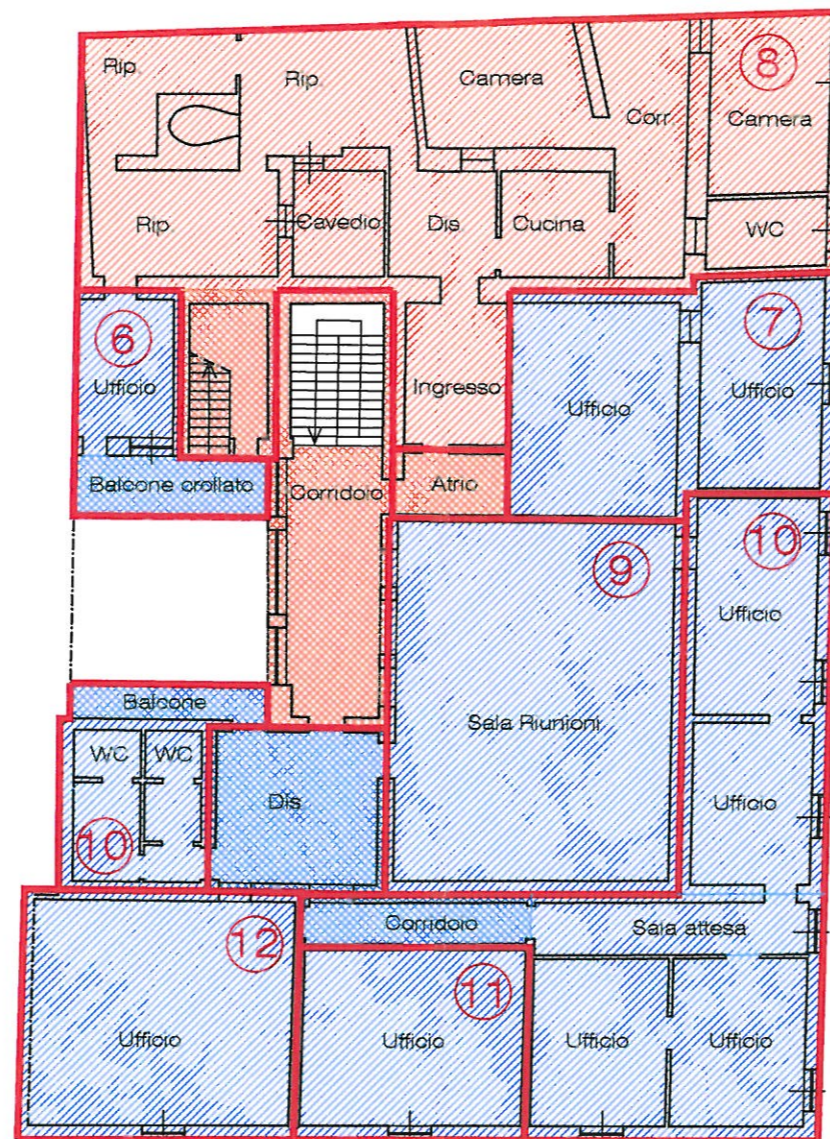 Rip.
Rip.
Camera
8
Corr.
Camera
Rip.
Cavedio
Dis.
Cucina
WC
6
7
Ufficio
Ingresso
Ufficio
Ufficio
Balcone crollato
Corridoio
Atrio
9
10
Ufficio
Balcone
Sala Riunioni
WC
WC
Dis
Ufficio
10
Corridoio
Sala attesa
12
11
Ufficio
Ufficio
Ufficio
Ufficio